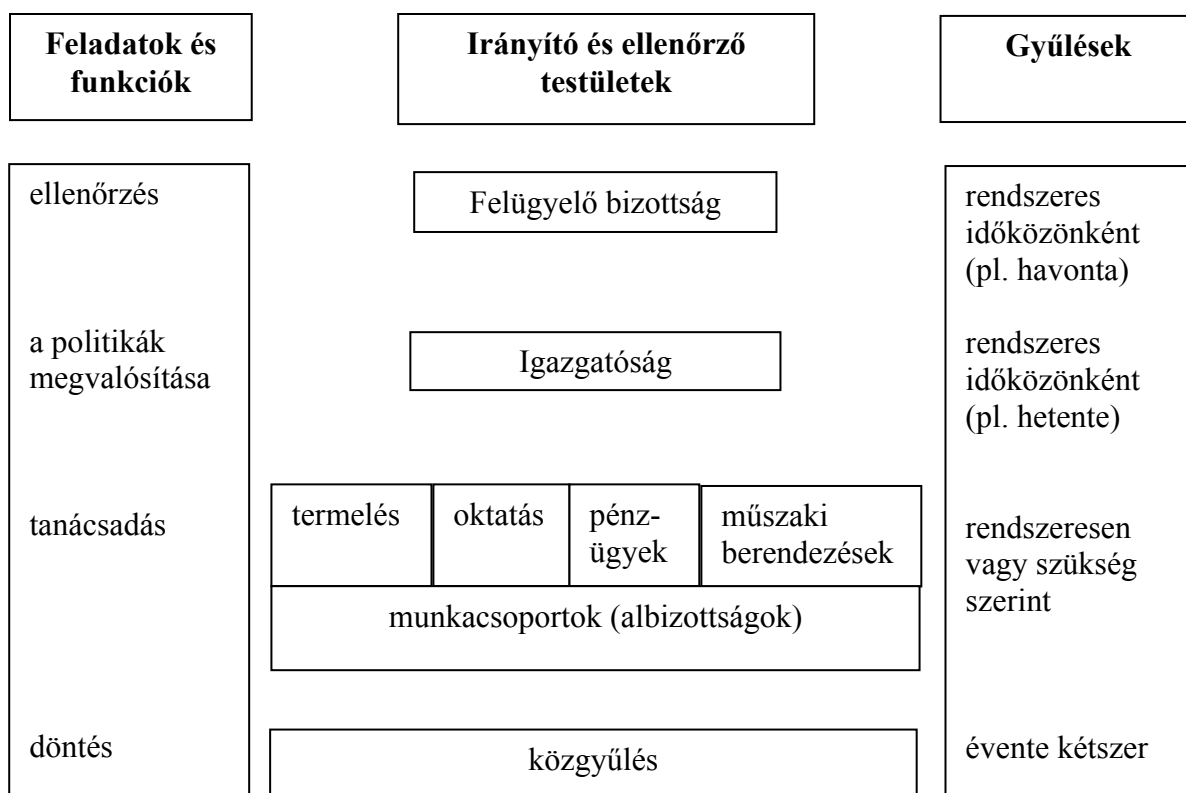 Feladatok és
funkciók
Irányító és ellenőrző
testületek
Gyűlések
ellenőrzés
Felügyelő bizottság
rendszeres
időközönként
(pl. havonta)
a politikák
megvalósítása
Igazgatóság
rendszeres
időközönként
(pl. hetente)
tanácsadás
termelés
oktatás
pénz-
ügyek
műszaki
berendezések
munkacsoportok (albizottságok)
rendszeresen
vagy szükség
szerint
döntés
közgyűlés
évente kétszer